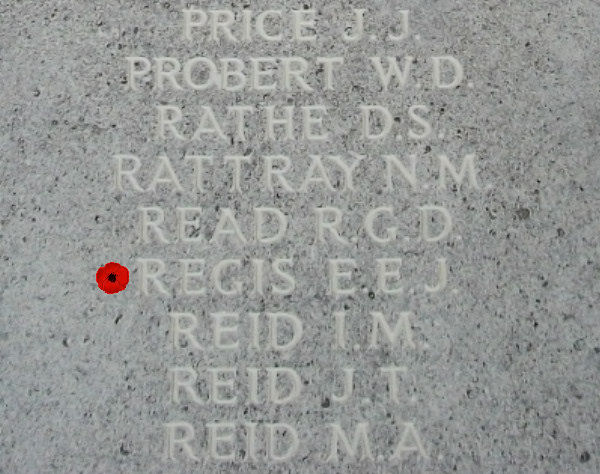 PRICE J.J.
PROBERT W.D.
RATHE D.S.
RATTRAY N.M.
READ R.G.D.
REGIS E.E.J.
REID I.M.
REID J.T.
REID M.A.